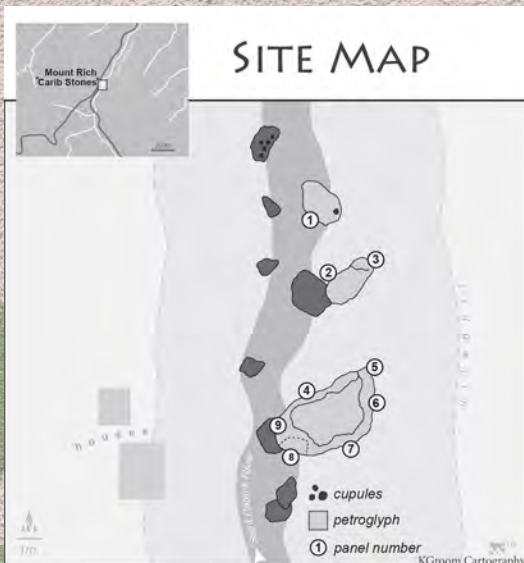 SITE MAP
Mount Rich
"Carib Stones"
1
2
3
4
5
6
7
8
9
houses
cupules
petroglyph
1 panel number
KGroom Cartography